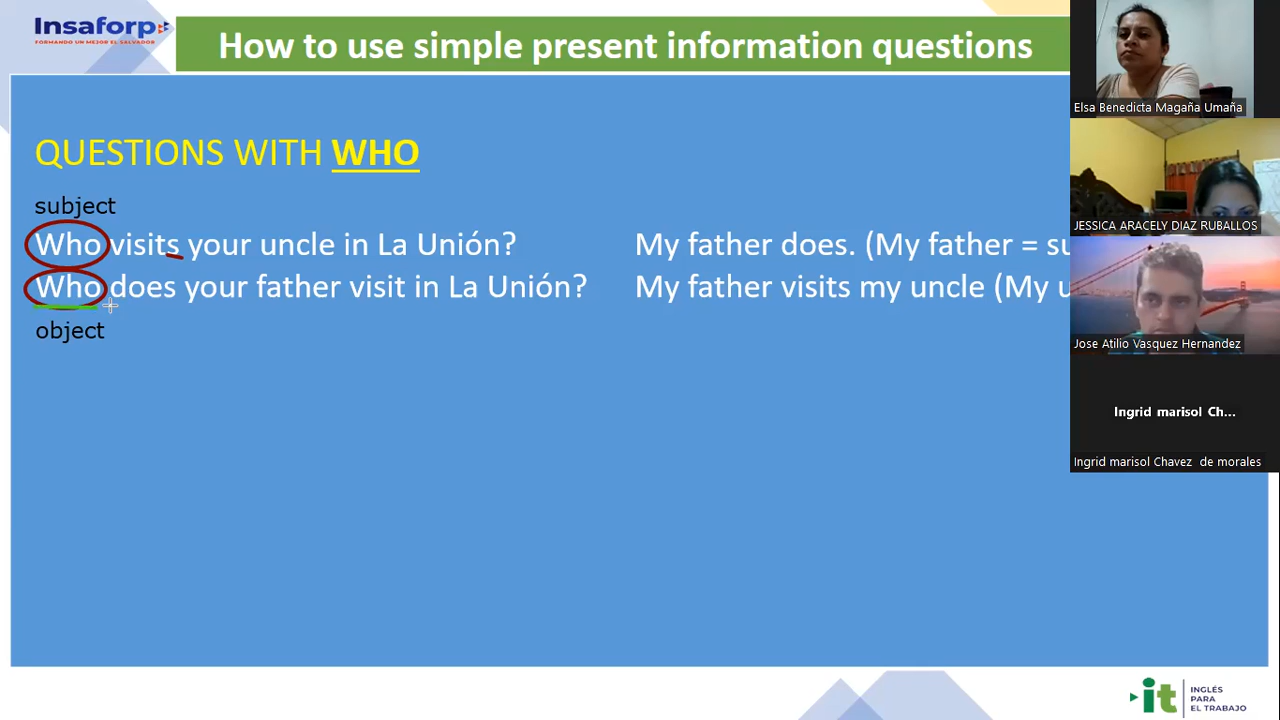 Insaforp
FORMANDO UN MEJOR EL SALVADOR
How to use simple present information questions
QUESTIONS WITH WHO
subject
Who visits your uncle in La Unión? My father does. (My father = su
Who does your father visit in La Unión? My father visits my uncle (My u
object
Elsa Benedicta Magaña Umaña
JESSICA ARACELY DIAZ RUBALLOS
Jose Atilio Vasquez Hernandez
Ingrid marisol Ch...
Ingrid marisol Chavez de morales
it
INGLÉS
PARA
EL TRABAJO